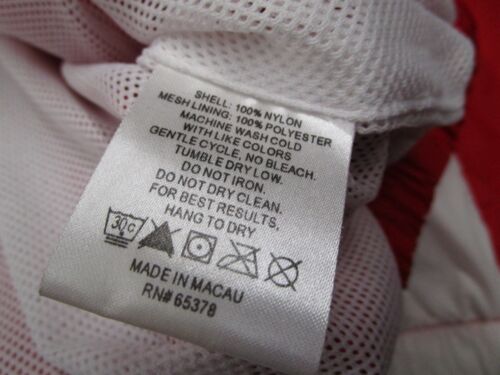 SHELL: 100% NYLON
MESH LINING: 100% POLYESTER
MACHINE WASH COLD
WITH LIKE COLORS
GENTLE CYCLE, NO BLEACH.
TUMBLE DRY LOW.
DO NOT IRON.
DO NOT DRY CLEAN.
FOR BEST RESULTS,
HANG TO DRY
30c
MADE IN MACAU
RN# 65378